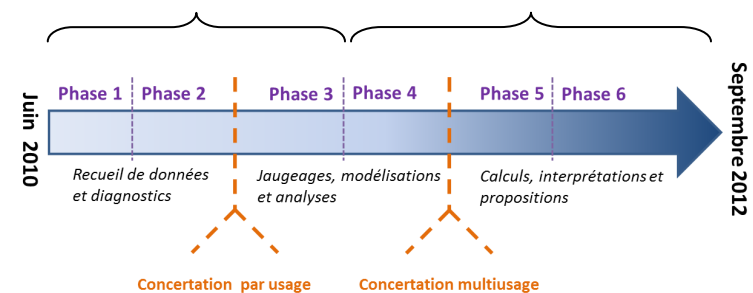 Juin 2010
Phase 1
Phase 2
Phase 3
Phase 4
Phase 5
Phase 6
Septembre 2012
Recueil de données
et diagnostics
Jaugeages, modélisations
et analyses
Calculs, interprétations et
propositions
Concertation par usage
Concertation multiusage